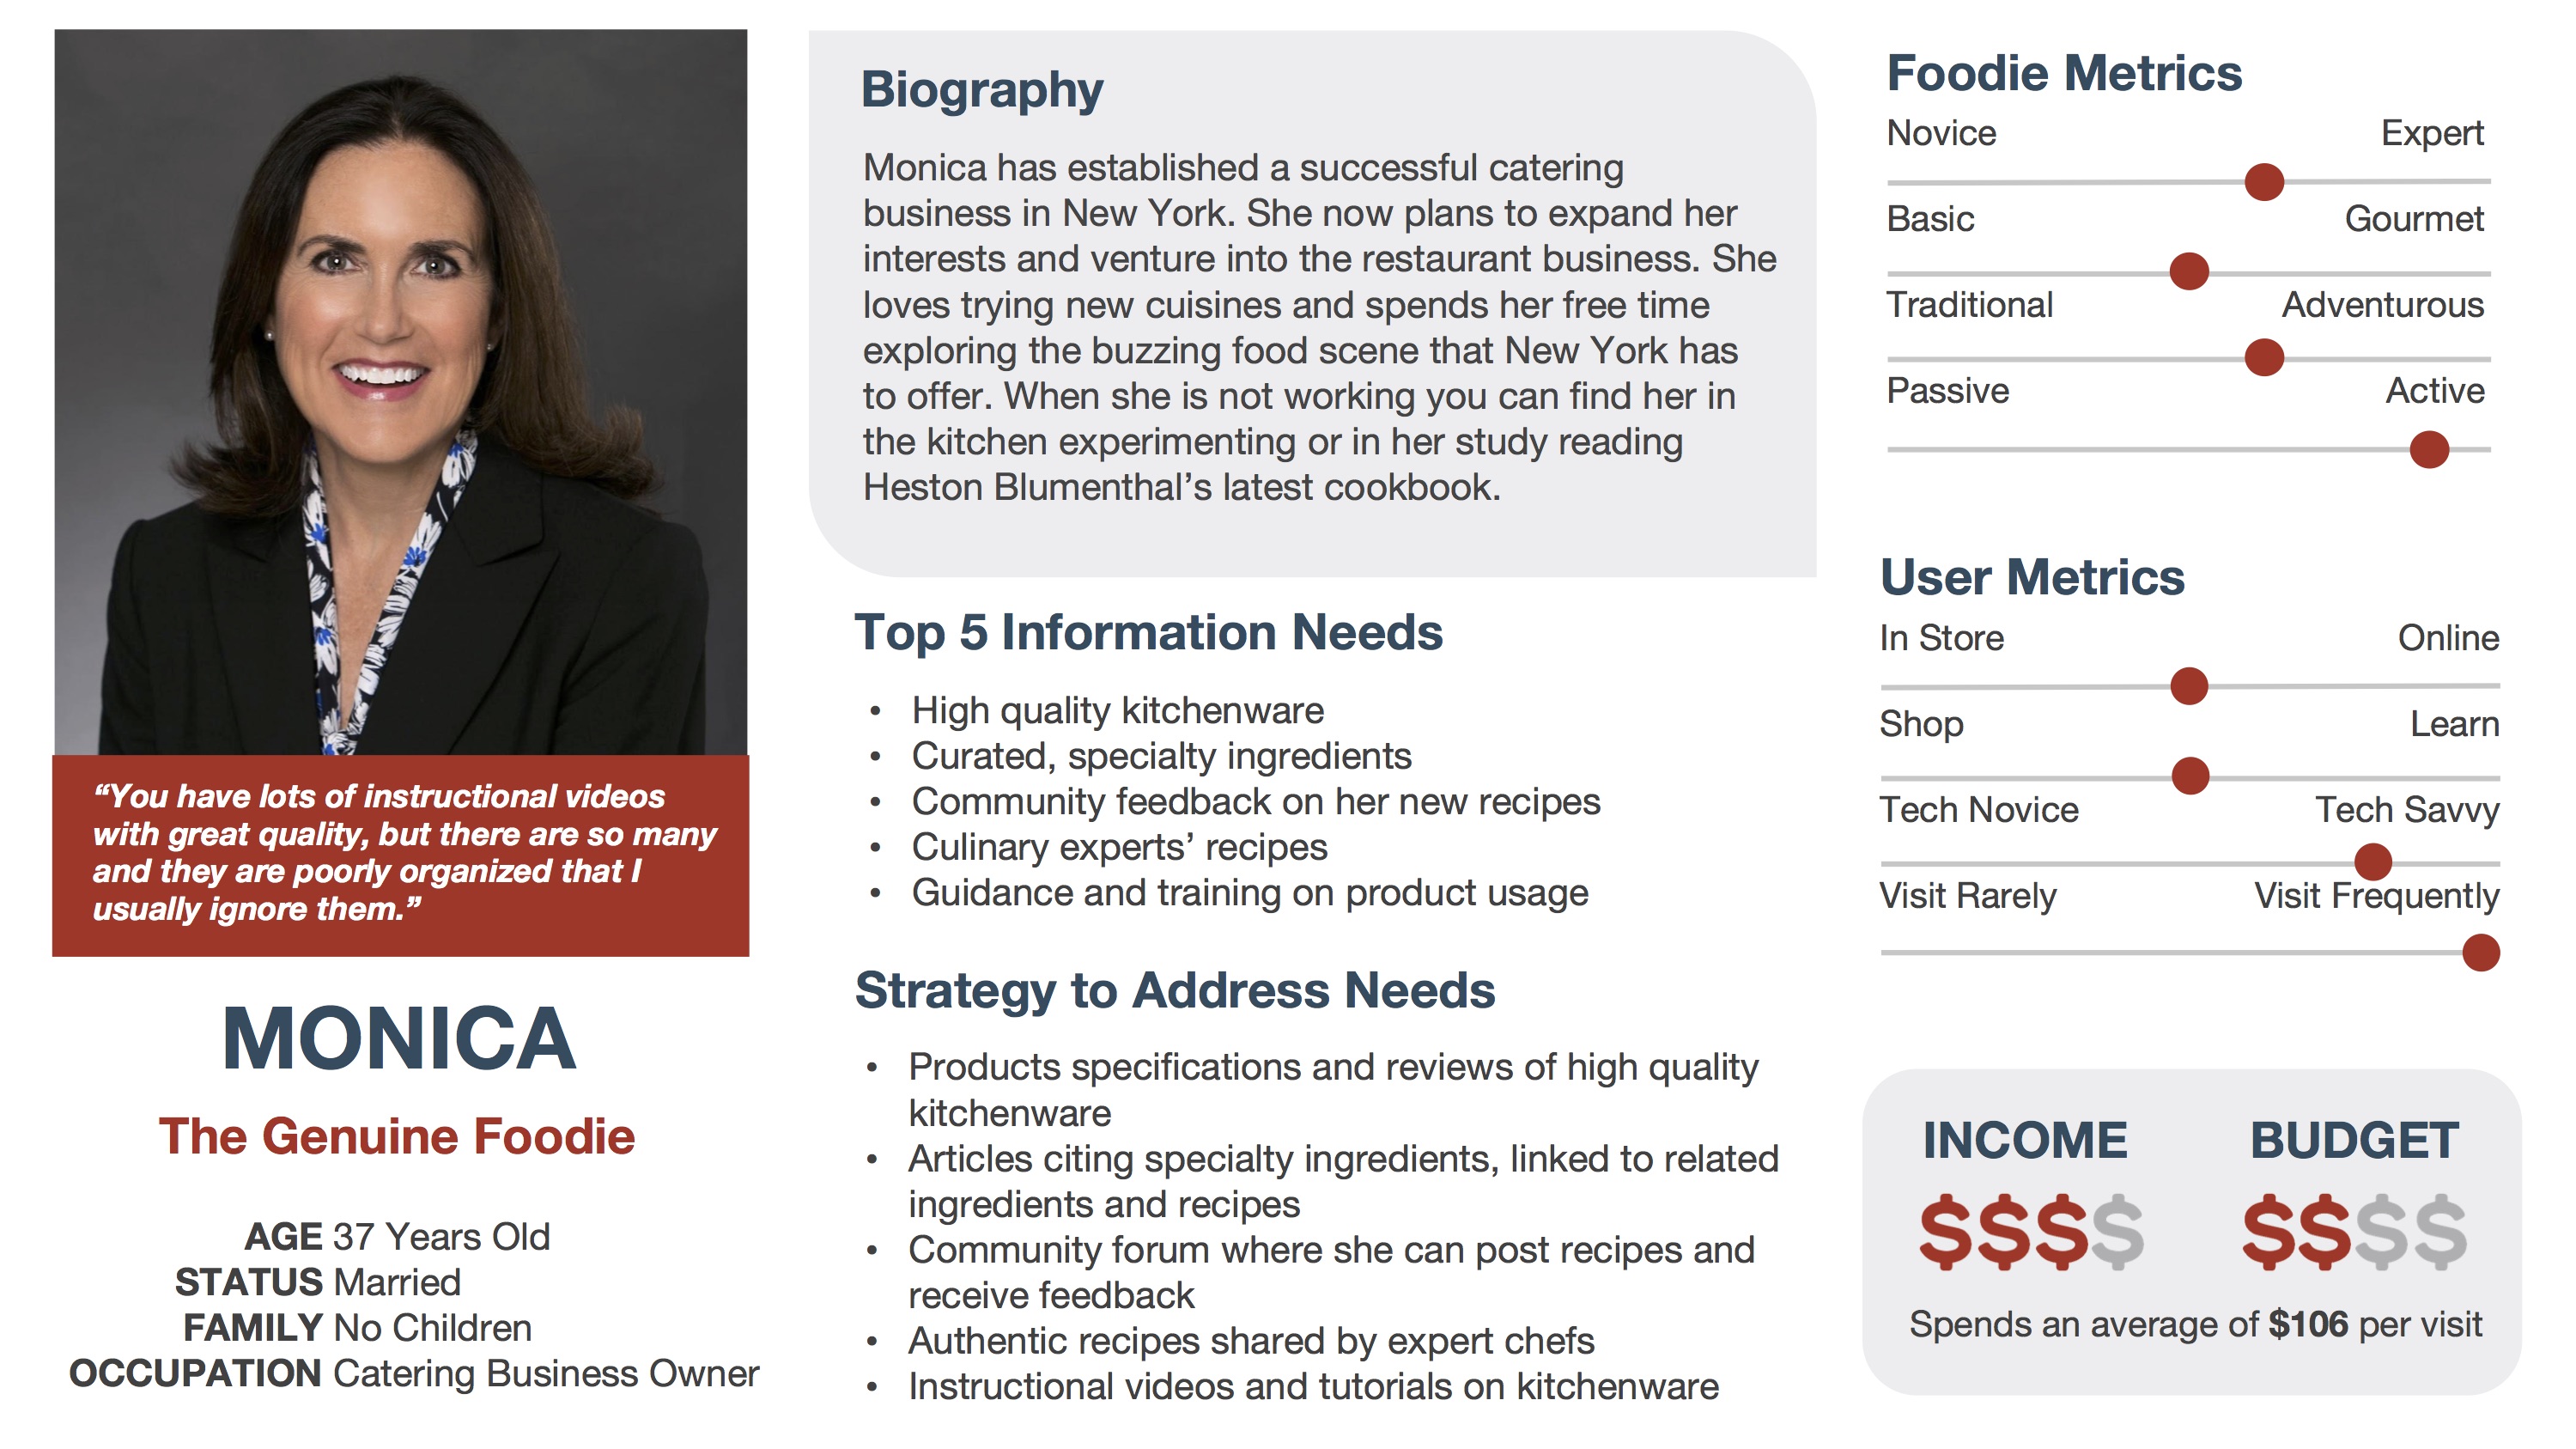 “You have lots of instructional videos
with great quality, but there are so many
and they are poorly organized that I
usually ignore them.”
MONICA
The Genuine Foodie
AGE 37 Years Old
STATUS Married
FAMILY No Children
OCCUPATION Catering Business Owner
Biography
Monica has established a successful catering
business in New York. She now plans to expand her
interests and venture into the restaurant business. She
loves trying new cuisines and spends her free time
exploring the buzzing food scene that New York has
to offer. When she is not working you can find her in
the kitchen experimenting or in her study reading
Heston Blumenthal’s latest cookbook.
Top 5 Information Needs
• High quality kitchenware
• Curated, specialty ingredients
• Community feedback on her new recipes
• Culinary experts’ recipes
• Guidance and training on product usage
Strategy to Address Needs
• Products specifications and reviews of high quality
kitchenware
• Articles citing specialty ingredients, linked to related
ingredients and recipes
• Community forum where she can post recipes and
receive feedback
• Authentic recipes shared by expert chefs
• Instructional videos and tutorials on kitchenware
Foodie Metrics
Novice Expert
Basic Gourmet
Traditional Adventurous
Passive Active
User Metrics
In Store Online
Shop Learn
Tech Novice Tech Savvy
Visit Rarely Visit Frequently
INCOME BUDGET
$$$$ $$$$
Spends an average of $106 per visit